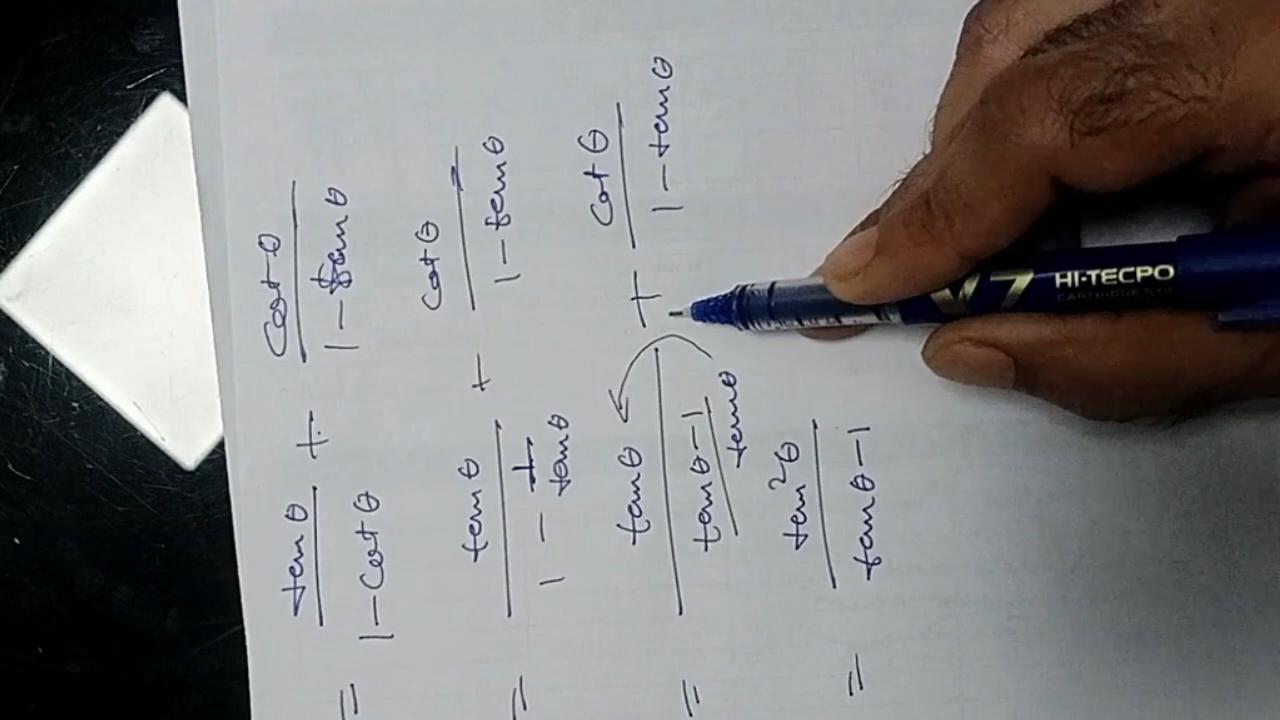 = tanθ / 1 - cotθ + cotθ / 1 - tanθ
= tanθ / 1 - 1/tanθ + cotθ / 1 - tanθ
= tanθ / tanθ - 1/tanθ + cotθ / 1 - tanθ
= tan²θ / tanθ - 1
V7 HI-TECPO